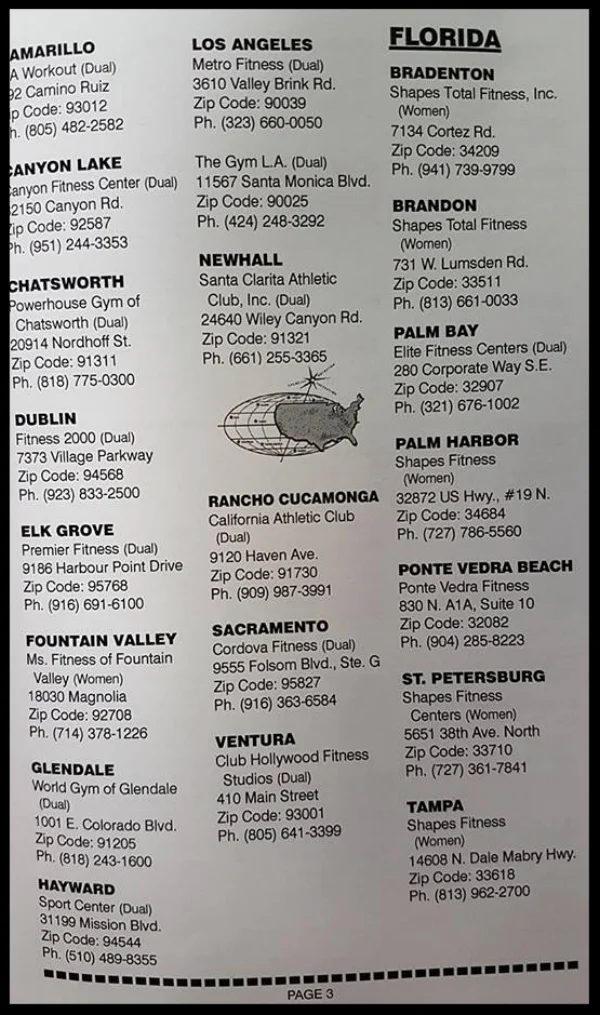 AMARILLO
A Workout (Dual)
92 Camino Ruiz
p Code: 93012
h. (805) 482-2582
CANYON LAKE
Canyon Fitness Center (Dual)
2150 Canyon Rd.
Zip Code: 92587
Ph. (951) 244-3353
CHATSWORTH
Powerhouse Gym of
Chatsworth (Dual)
20914 Nordhoff St.
Zip Code: 91311
Ph. (818) 775-0300
DUBLIN
Fitness 2000 (Dual)
7373 Village Parkway
Zip Code: 94568
Ph. (923) 833-2500
ELK GROVE
Premier Fitness (Dual)
9186 Harbour Point Drive
Zip Code: 95768
Ph. (916) 691-6100
FOUNTAIN VALLEY
Ms. Fitness of Fountain
Valley (Women)
18030 Magnolia
Zip Code: 92708
Ph. (714) 378-1226
GLENDALE
World Gym of Glendale
(Dual)
1001 E. Colorado Blvd.
Zip Code: 91205
Ph. (818) 243-1600
HAYWARD
Sport Center (Dual)
31199 Mission Blvd.
Zip Code: 94544
Ph. (510) 489-8355
LOS ANGELES
Metro Fitness (Dual)
3610 Valley Brink Rd.
Zip Code: 90039
Ph. (323) 660-0050
The Gym L.A. (Dual)
11567 Santa Monica Blvd.
Zip Code: 90025
Ph. (424) 248-3292
NEWHALL
Santa Clarita Athletic
Club, Inc. (Dual)
24640 Wiley Canyon Rd.
Zip Code: 91321
Ph. (661) 255-3365
RANCHO CUCAMONGA
California Athletic Club
(Dual)
9120 Haven Ave.
Zip Code: 91730
Ph. (909) 987-3991
SACRAMENTO
Cordova Fitness (Dual)
9555 Folsom Blvd., Ste. G
Zip Code: 95827
Ph. (916) 363-6584
VENTURA
Club Hollywood Fitness
Studios (Dual)
410 Main Street
Zip Code: 93001
Ph. (805) 641-3399
FLORIDA
BRADENTON
Shapes Total Fitness, Inc.
(Women)
7134 Cortez Rd.
Zip Code: 34209
Ph. (941) 739-9799
BRANDON
Shapes Total Fitness
(Women)
731 W. Lumsden Rd.
Zip Code: 33511
Ph. (813) 661-0033
PALM BAY
Elite Fitness Centers (Dual)
280 Corporate Way S.E.
Zip Code: 32907
Ph. (321) 676-1002
PALM HARBOR
Shapes Fitness
(Women)
32872 US Hwy., #19 N.
Zip Code: 34684
Ph. (727) 786-5560
PONTE VEDRA BEACH
Ponte Vedra Fitness
830 N. A1A, Suite 10
Zip Code: 32082
Ph. (904) 285-8223
ST. PETERSBURG
Shapes Fitness
Centers (Women)
5651 38th Ave. North
Zip Code: 33710
Ph. (727) 361-7841
TAMPA
Shapes Fitness
(Women)
14608 N. Dale Mabry Hwy.
Zip Code: 33618
Ph. (813) 962-2700
PAGE 3